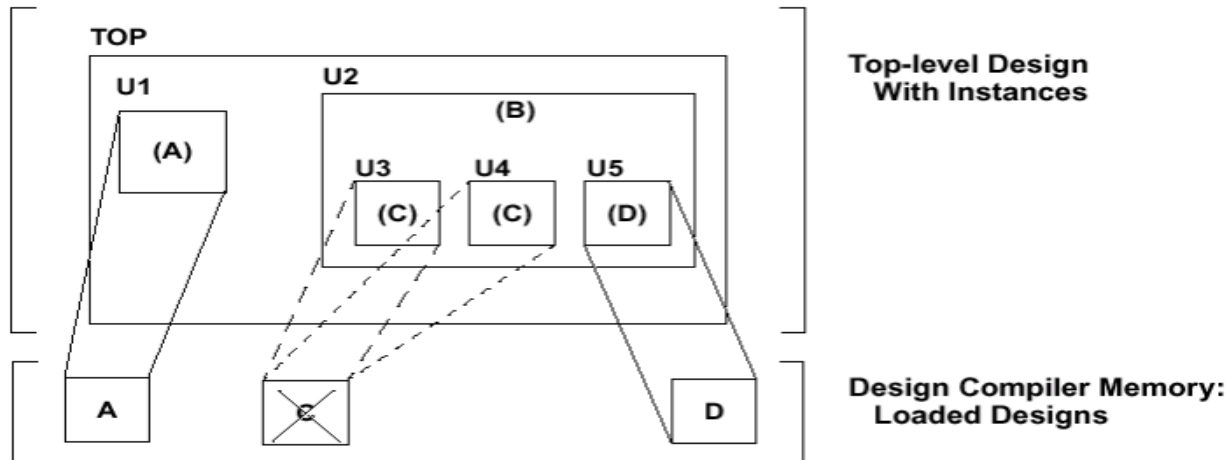 TOP
U1
(A)
U2
(B)
U3
(C)
U4
(C)
U5
(D)
Top-level Design
With Instances
A
C
D
Design Compiler Memory:
Loaded Designs